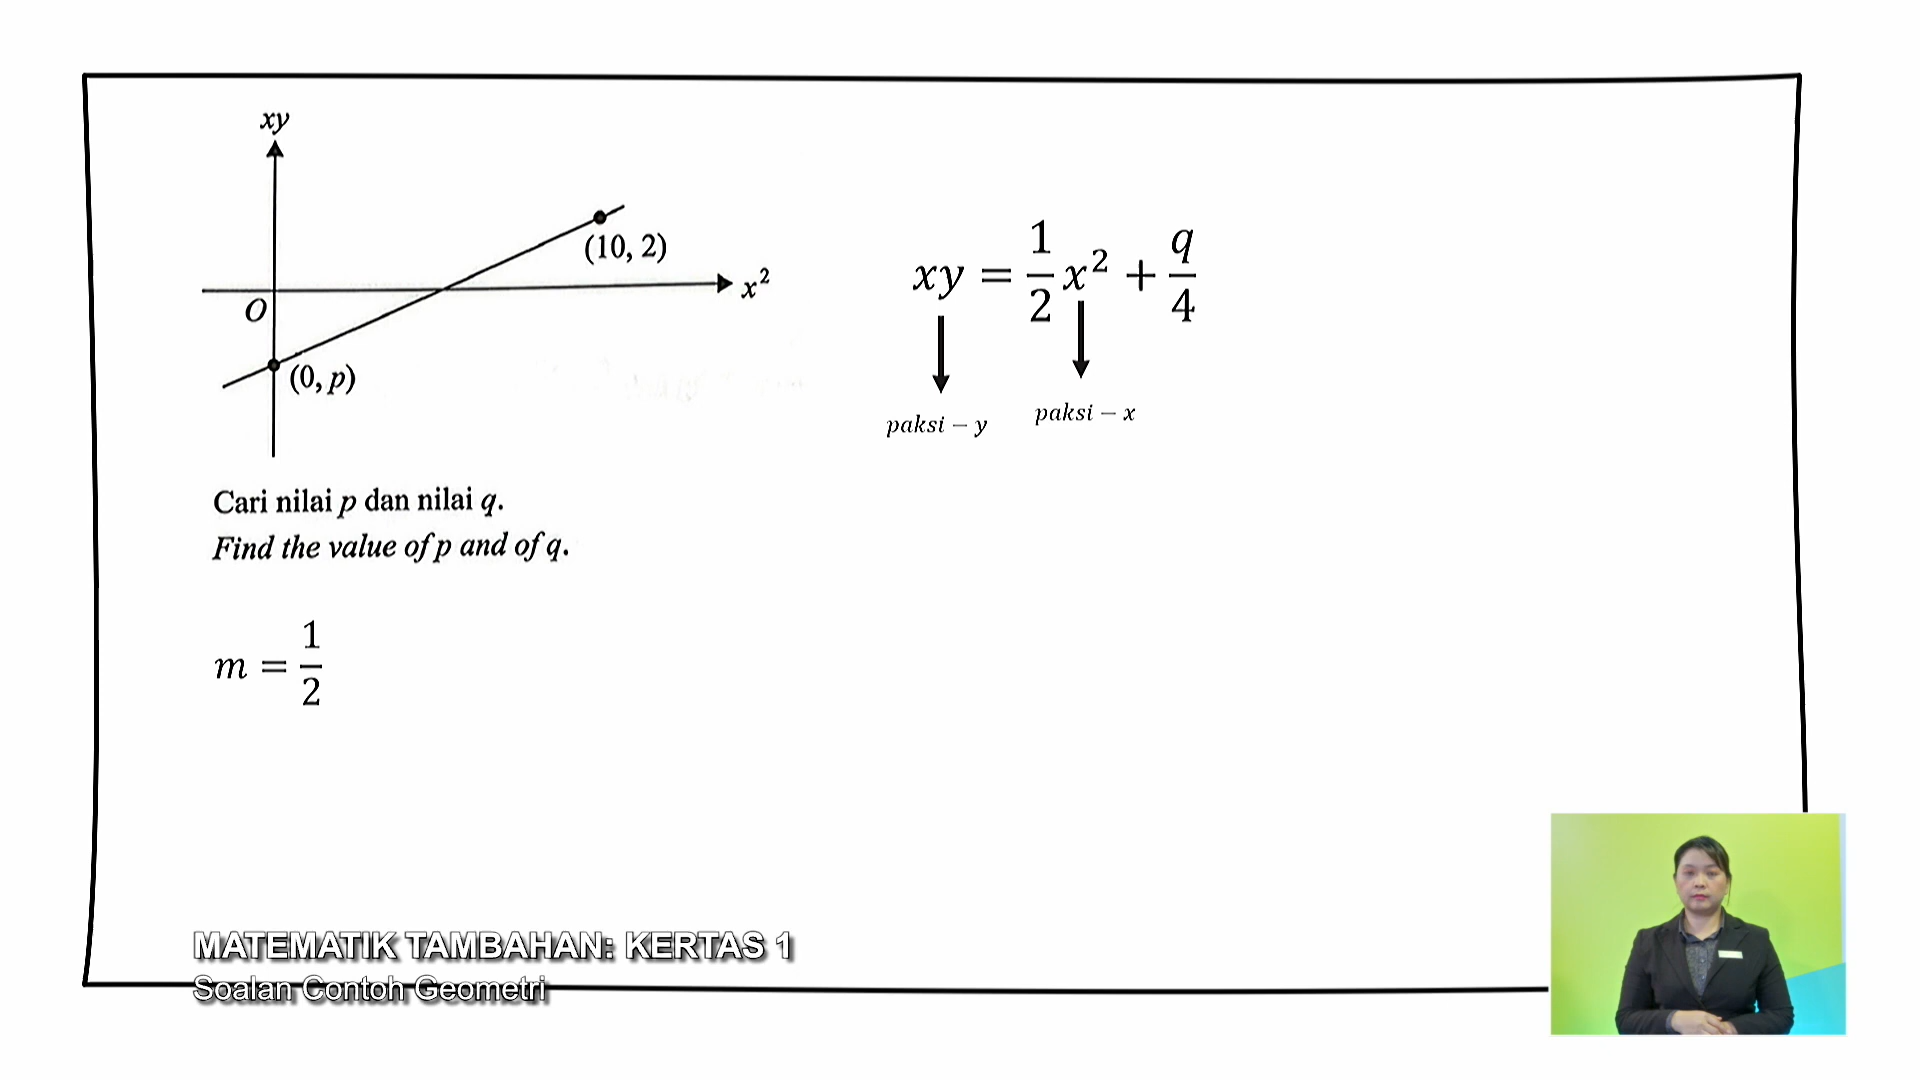 xy
(10, 2)
x²
O
(0, p)
xy = 1/2 x² + q/4
paksi − y
paksi − x
Cari nilai p dan nilai q.
Find the value of p and of q.
m = 1/2
MATEMATIK TAMBAHAN: KERTAS 1
Soalan Contoh Geometri